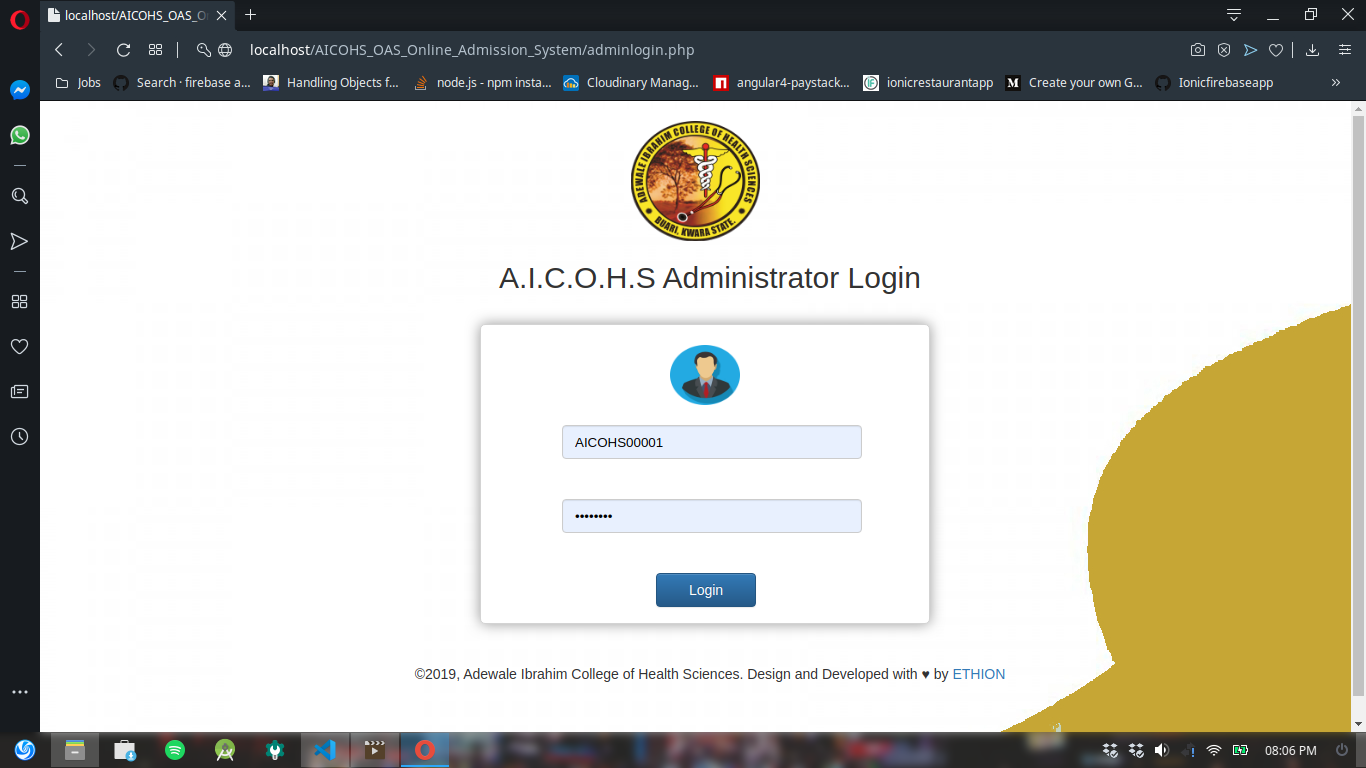 localhost/AICOHS_OAS_O
localhost/AICOHS_OAS_Online_Admission_System/adminlogin.php
Jobs
Search · firebase a...
Handling Objects f...
node.js - npm insta...
Cloudinary Manag...
angular4-paystack...
ionicrestaurantapp
Create your own G...
Ionicfirebaseapp
ADEWALE IBRAHIM COLLEGE OF HEALTH SCIENCES
BUARI, KWARA STATE.
A.I.C.O.H.S Administrator Login
AICOHS00001
••••••••
Login
©2019, Adewale Ibrahim College of Health Sciences. Design and Developed with ♥ by ETHION
08:06 PM